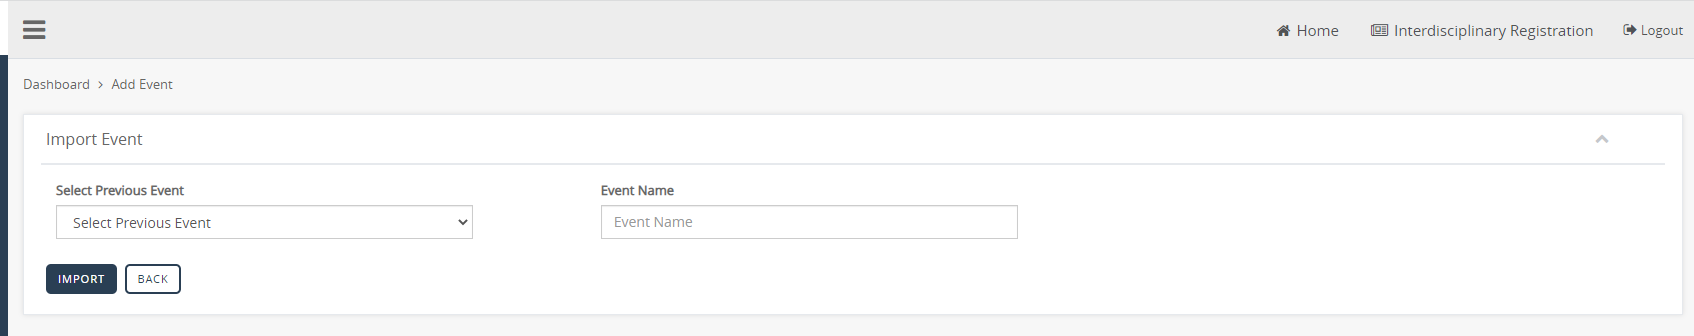 Home Interdisciplinary Registration Logout
Dashboard > Add Event
Import Event
Select Previous Event Event Name
Select Previous Event Event Name
IMPORT BACK